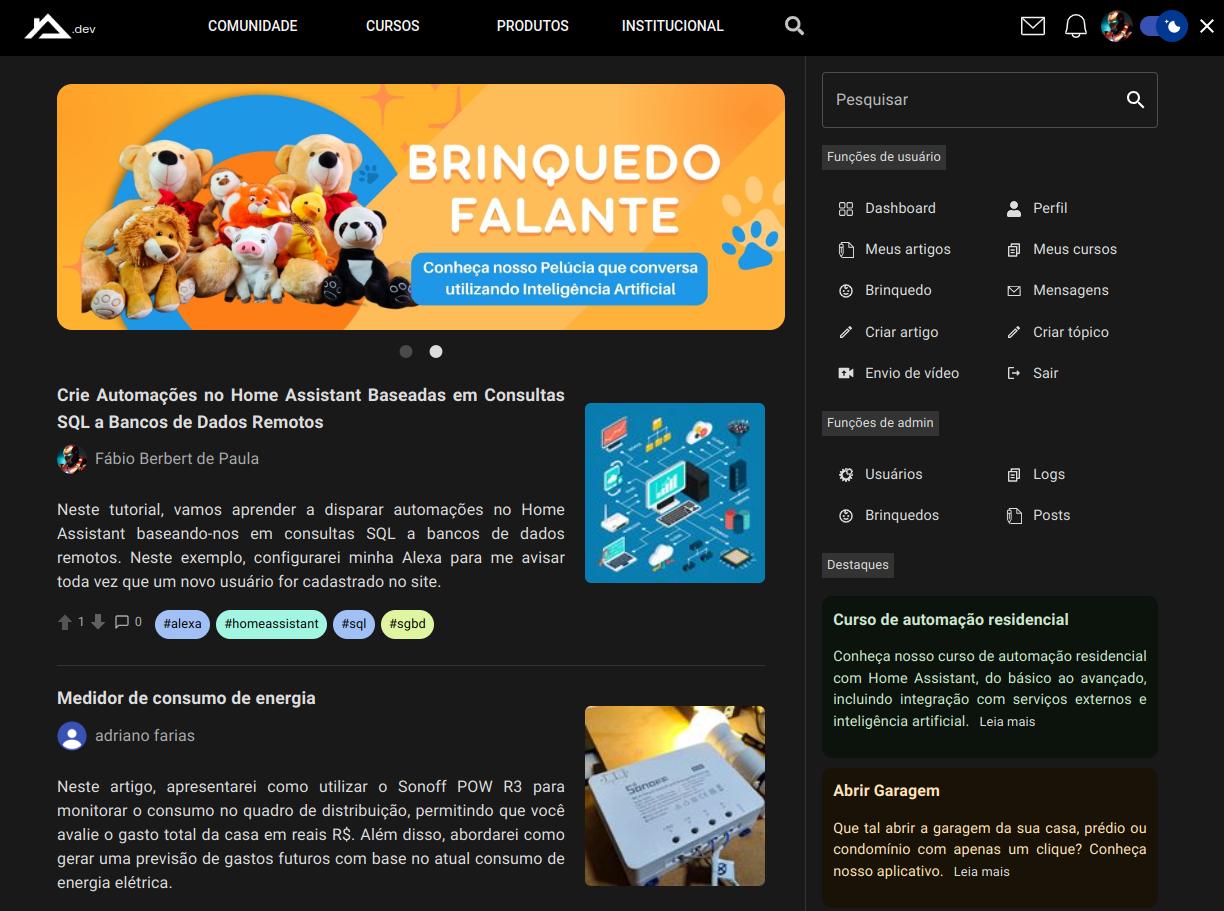 .dev
COMUNIDADE
CURSOS
PRODUTOS
INSTITUCIONAL
BRINQUEDO
FALANTE
Conheça nosso Pelúcia que conversa
utilizando Inteligência Artificial
Crie Automações no Home Assistant Baseadas em Consultas
SQL a Bancos de Dados Remotos
Fábio Berbert de Paula
Neste tutorial, vamos aprender a disparar automações no Home
Assistant baseando-nos em consultas SQL a bancos de dados
remotos. Neste exemplo, configurarei minha Alexa para me avisar
toda vez que um novo usuário for cadastrado no site.
1
0
#alexa
#homeassistant
#sql
#sgbd
Medidor de consumo de energia
adriano farias
Neste artigo, apresentarei como utilizar o Sonoff POW R3 para
monitorar o consumo no quadro de distribuição, permitindo que você
avalie o gasto total da casa em reais R$. Além disso, abordarei como
gerar uma previsão de gastos futuros com base no atual consumo de
energia elétrica.
SonoFF
Pesquisar
Funções de usuário
Dashboard
Perfil
Meus artigos
Meus cursos
Brinquedo
Mensagens
Criar artigo
Criar tópico
Envio de vídeo
Sair
Funções de admin
Usuários
Logs
Brinquedos
Posts
Destaques
Curso de automação residencial
Conheça nosso curso de automação residencial
com Home Assistant, do básico ao avançado,
incluindo integração com serviços externos e
inteligência artificial. Leia mais
Abrir Garagem
Que tal abrir a garagem da sua casa, prédio ou
condomínio com apenas um clique? Conheça
nosso aplicativo. Leia mais